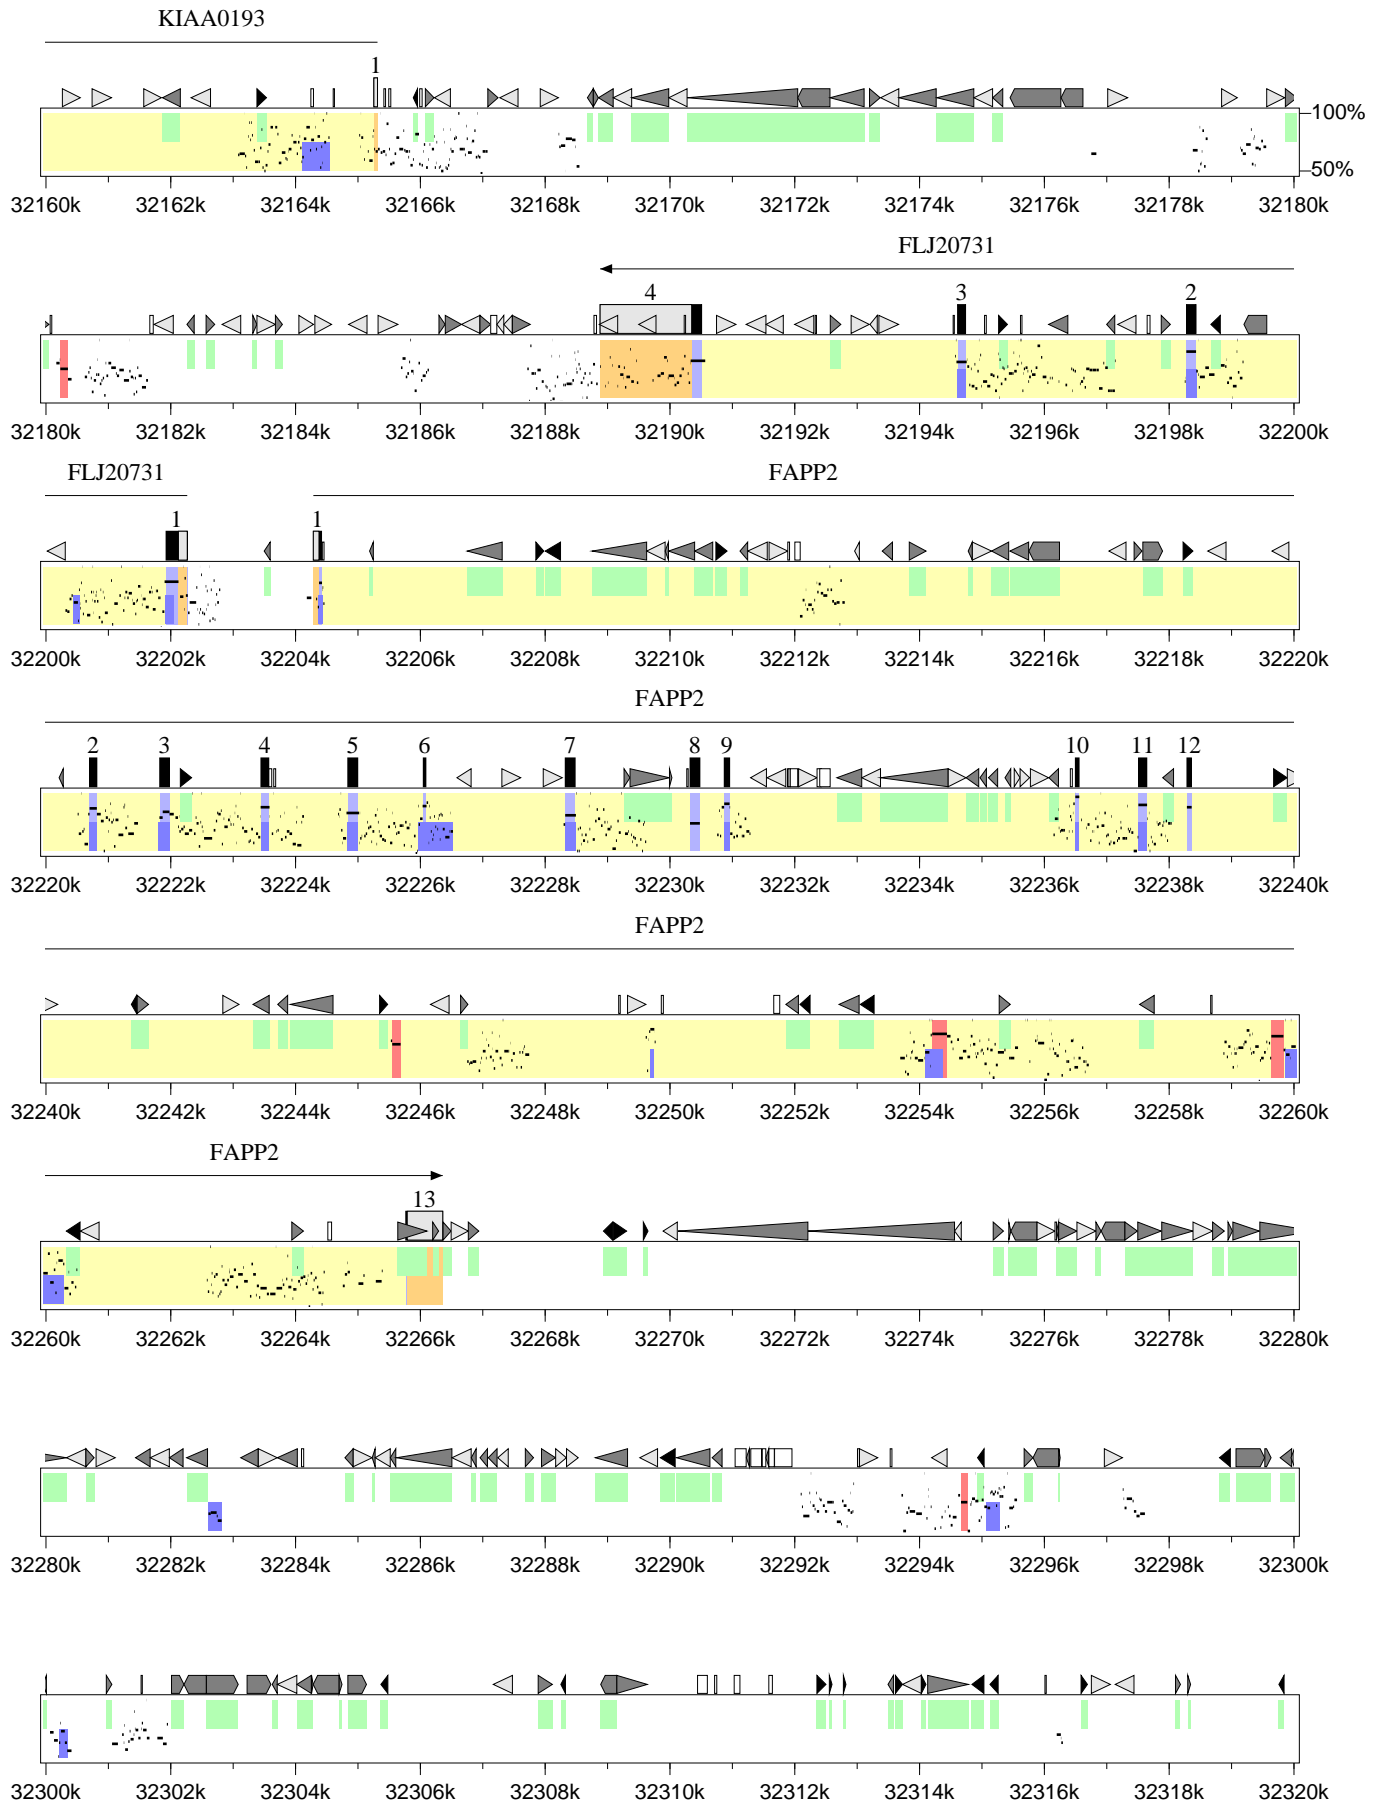 KIAA0193
1
100%
50%
32160k 32162k 32164k 32166k 32168k 32170k 32172k 32174k 32176k 32178k 32180k
FLJ20731
4 3 2
32180k 32182k 32184k 32186k 32188k 32190k 32192k 32194k 32196k 32198k 32200k
FLJ20731 FAPP2
1 1
32200k 32202k 32204k 32206k 32208k 32210k 32212k 32214k 32216k 32218k 32220k
FAPP2
2 3 4 5 6 7 8 9 10 11 12
32220k 32222k 32224k 32226k 32228k 32230k 32232k 32234k 32236k 32238k 32240k
FAPP2
32240k 32242k 32244k 32246k 32248k 32250k 32252k 32254k 32256k 32258k 32260k
FAPP2
13
32260k 32262k 32264k 32266k 32268k 32270k 32272k 32274k 32276k 32278k 32280k
32280k 32282k 32284k 32286k 32288k 32290k 32292k 32294k 32296k 32298k 32300k
32300k 32302k 32304k 32306k 32308k 32310k 32312k 32314k 32316k 32318k 32320k